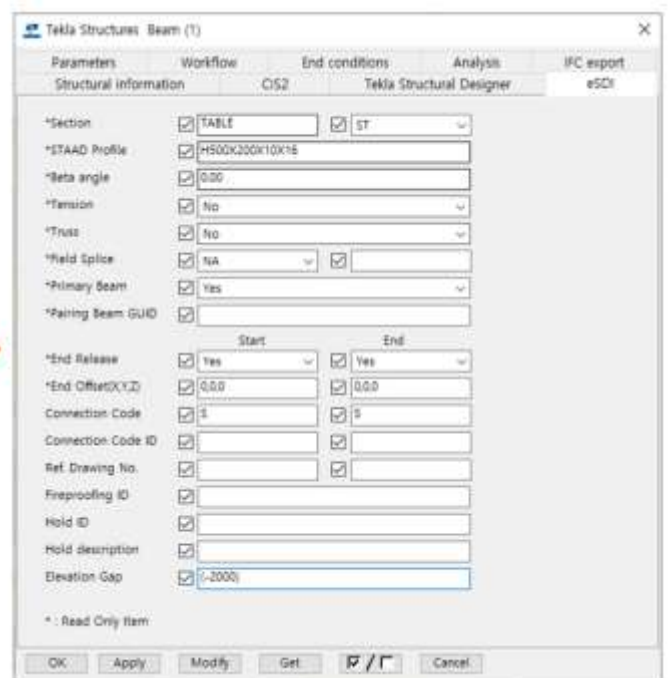 Tekla Structures Beam (1)
Parameters Workflow End conditions Analysis IFC export
Structural information CIS2 Tekla Structural Designer eSDI
*Section TABLE ST
*STAAD Profile H500X200X10X16
*Beta angle 0.00
*Tension No
*Truss No
*Field Splice NA
*Primary Beam Yes
*Pairing Beam GUID
Start End
*End Release Yes Yes
*End Offset(X,Y,Z) 0,0,0 0,0,0
Connection Code S S
Connection Code ID
Ref. Drawing No.
Fireproofing ID
Hold ID
Hold description
Elevation Gap (-2000)
* : Read Only Item
OK Apply Modify Get / Cancel